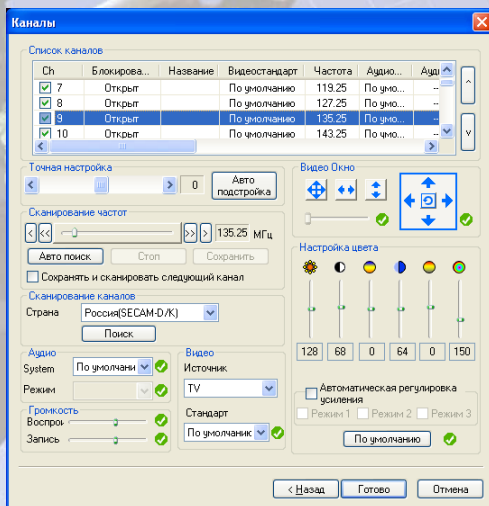 Каналы
Список каналов
Ch Блокирова... Название Видеостандарт Частота Аудио... Ауди
7 Открыт По умолчанию 119.25 По умо... --
8 Открыт По умолчанию 127.25 По умо... --
9 Открыт По умолчанию 135.25 По умо... --
10 Открыт По умолчанию 143.25 По умо... --
Точная настройка
0
Авто подстройка
Видео Окно
Сканирование частот
135.25 МГц
Авто поиск Стоп Сохранить
Сохранять и сканировать следующий канал
Сканирование каналов
Страна Россия(SECAM-D/K)
Поиск
Настройка цвета
128 68 0 64 0 150
Автоматическая регулировка
усиления
Режим 1 Режим 2 Режим 3
По умолчанию
Аудио
System По умолчани
Режим
Громкость
Воспрои
Запись
Видео
Источник
TV
Стандарт
По умолчанию
< Назад Готово Отмена